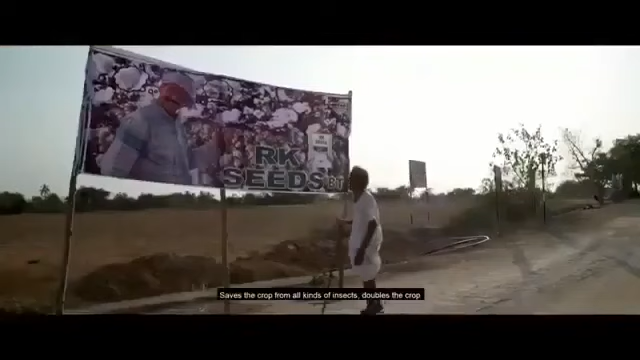 RK
SEEDS BT
Saves the crop from all kinds of insects, doubles the crop